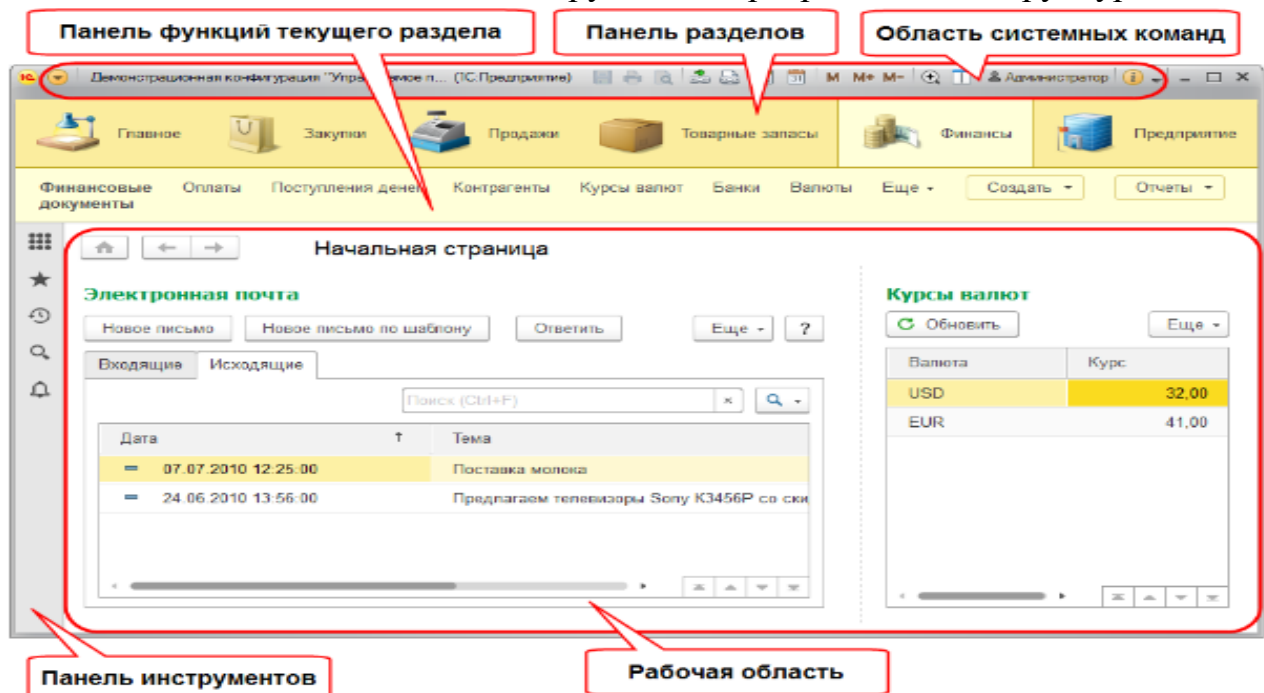 Панель функций текущего раздела
Панель разделов
Область системных команд
Демонстрационная конфигурация "Управляемое п... (1С:Предприятие)
31
M M+ M-
Администратор
Главное
Закупки
Продажи
Товарные запасы
Финансы
Предприятие
Финансовые документы
Оплаты
Поступления денег
Контрагенты
Курсы валют
Банки
Валюты
Еще
Создать
Отчеты
Начальная страница
Электронная почта
Новое письмо
Новое письмо по шаблону
Ответить
Еще
?
Входящие
Исходящие
Поиск (Ctrl+F)
×
Дата ↑ Тема
07.07.2010 12:25:00 Поставка молока
24.06.2010 13:56:00 Предлагаем телевизоры Sony K3456P со ски
Курсы валют
Обновить
Еще
Валюта Курс
USD 32,00
EUR 41,00
Панель инструментов
Рабочая область